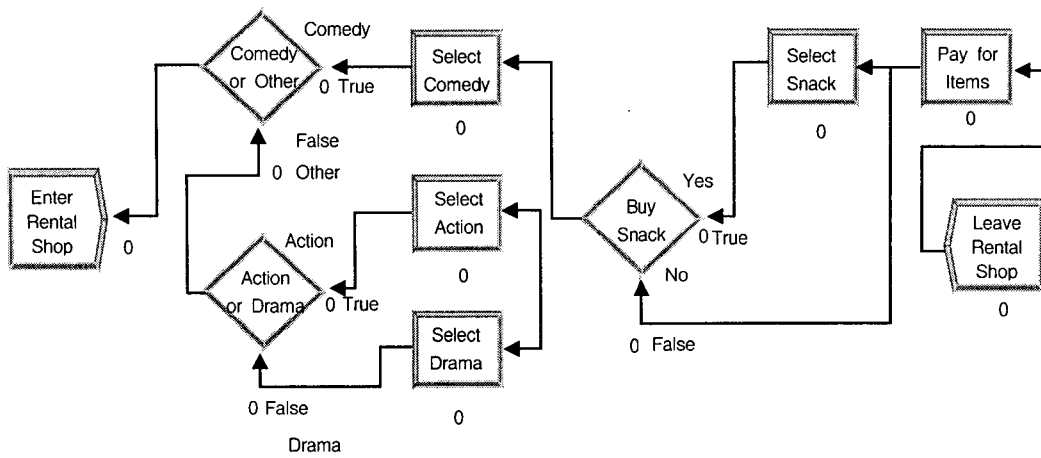 Comedy
Comedy
or Other
0 True
False
0 Other
Select
Comedy
0
Enter
Rental
Shop
0
Action
Action
or Drama
0 True
0 False
Drama
Select
Action
0
Select
Drama
0
Buy
Snack
Yes
0 True
No
0 False
Select
Snack
0
Pay for
Items
0
Leave
Rental
Shop
0